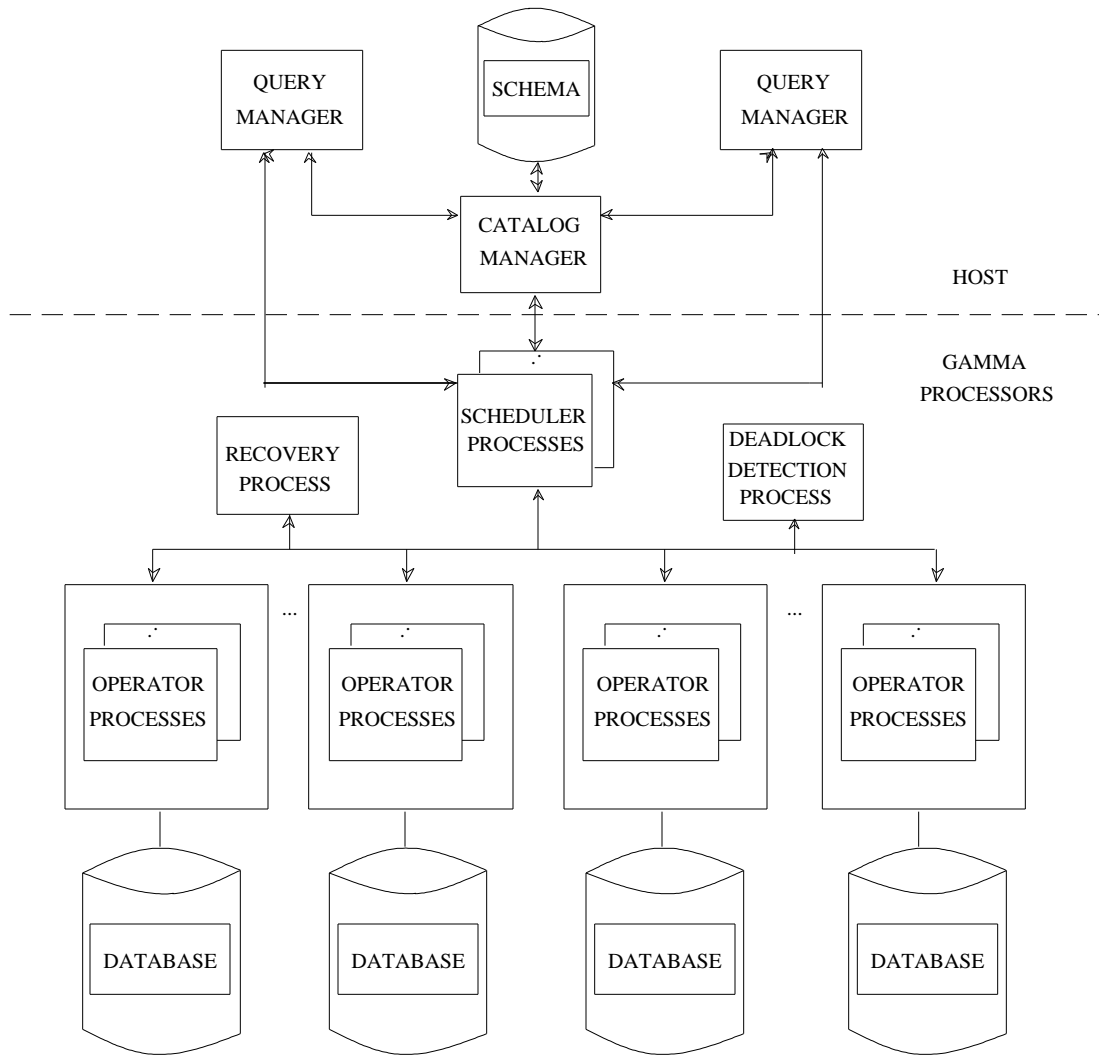 QUERY
MANAGER
SCHEMA
QUERY
MANAGER
CATALOG
MANAGER
HOST
GAMMA
PROCESSORS
SCHEDULER
PROCESSES
RECOVERY
PROCESS
DEADLOCK
DETECTION
PROCESS
...
...
OPERATOR
PROCESSES
OPERATOR
PROCESSES
OPERATOR
PROCESSES
OPERATOR
PROCESSES
DATABASE
DATABASE
DATABASE
DATABASE